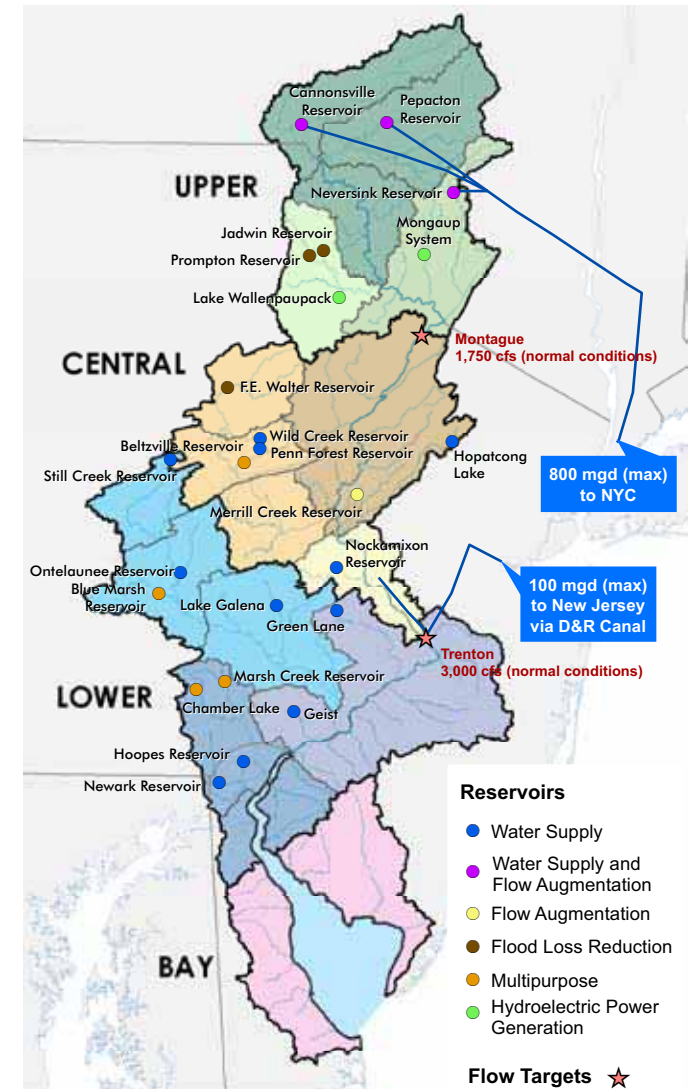 Cannonsville
Reservoir
Pepacton
Reservoir
UPPER
Neversink Reservoir
Jadwin Reservoir
Mongaup
System
Prompton Reservoir
Lake Wallenpaupack
Montague
1,750 cfs (normal conditions)
CENTRAL
F.E. Walter Reservoir
Wild Creek Reservoir
Beltzville Reservoir
Penn Forest Reservoir
Hopatcong
Lake
Still Creek Reservoir
800 mgd (max)
to NYC
Merrill Creek Reservoir
Nockamixon
Reservoir
Ontelaunee Reservoir
Blue Marsh
Reservoir
Lake Galena
Green Lane
100 mgd (max)
to New Jersey
via D&R Canal
Trenton
3,000 cfs (normal conditions)
Marsh Creek Reservoir
LOWER
Chamber Lake
Geist
Hoopes Reservoir
Newark Reservoir
BAY
Reservoirs
Water Supply
Water Supply and
Flow Augmentation
Flow Augmentation
Flood Loss Reduction
Multipurpose
Hydroelectric Power
Generation
Flow Targets